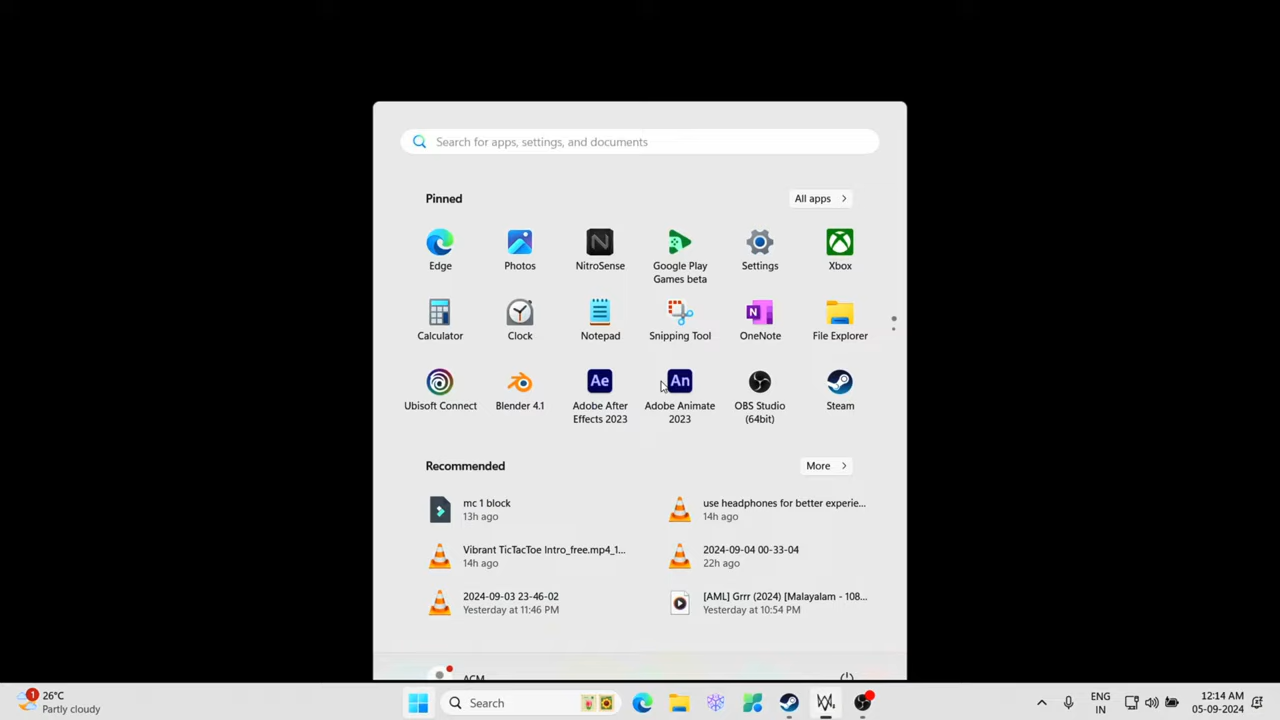 Search for apps, settings, and documents
Pinned
All apps
Edge
Photos
NitroSense
Google Play
Games beta
Settings
Xbox
Calculator
Clock
Notepad
Snipping Tool
OneNote
File Explorer
Ubisoft Connect
Blender 4.1
Ae
Adobe After
Effects 2023
An
Adobe Animate
2023
OBS Studio
(64bit)
Steam
Recommended
More
mc 1 block
13h ago
use headphones for better experie...
14h ago
Vibrant TicTacToe Intro_free.mp4_1...
14h ago
2024-09-04 00-33-04
22h ago
2024-09-03 23-46-02
Yesterday at 11:46 PM
[AML] Grrr (2024) [Malayalam - 108...
Yesterday at 10:54 PM
ACM
1
26°C
Partly cloudy
Search
ENG
IN
12:14 AM
05-09-2024